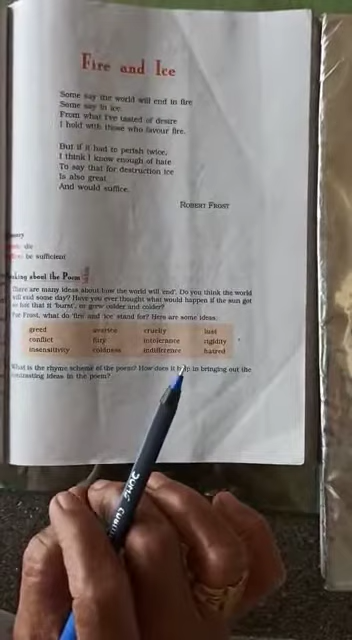 Fire and Ice
Some say the world will end in fire
Some say in ice.
From what I've tasted of desire
I hold with those who favour fire.
But if it had to perish twice,
I think I know enough of hate
To say that for destruction ice
Is also great
And would suffice.
ROBERT FROST
die
be sufficient
about the Poem
There are many ideas about how the world will 'end'. Do you think the world
will end some day? Have you ever thought what would happen if the sun got
so hot that it 'burst', or grew colder and colder?
For Frost, what do 'fire' and 'ice' stand for? Here are some ideas:
greed avarice cruelty lust
conflict fury intolerance rigidity
insensitivity coldness indifference hatred
What is the rhyme scheme of the poem? How does it help in bringing out the
contrasting ideas in the poem?